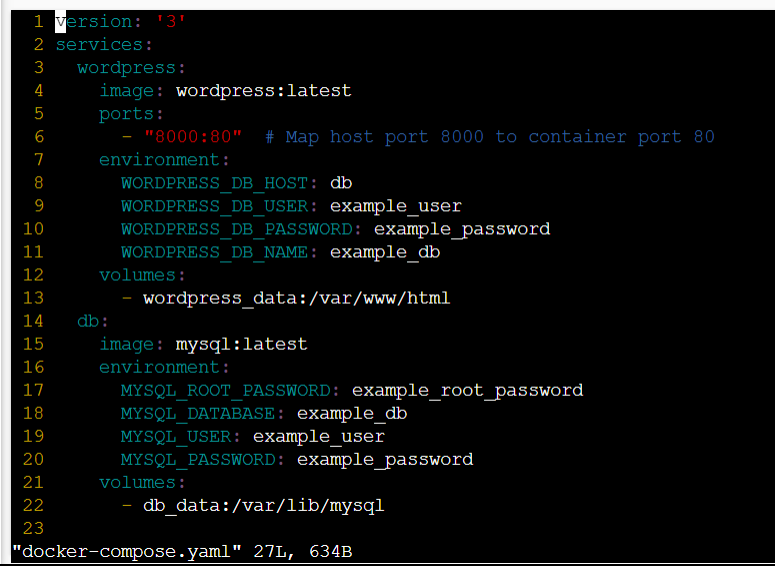 1 version: '3'
2 services:
3   wordpress:
4     image: wordpress:latest
5     ports:
6       - "8000:80"  # Map host port 8000 to container port 80
7     environment:
8       WORDPRESS_DB_HOST: db
9       WORDPRESS_DB_USER: example_user
10       WORDPRESS_DB_PASSWORD: example_password
11       WORDPRESS_DB_NAME: example_db
12     volumes:
13       - wordpress_data:/var/www/html
14   db:
15     image: mysql:latest
16     environment:
17       MYSQL_ROOT_PASSWORD: example_root_password
18       MYSQL_DATABASE: example_db
19       MYSQL_USER: example_user
20       MYSQL_PASSWORD: example_password
21     volumes:
22       - db_data:/var/lib/mysql
23
"docker-compose.yaml" 27L, 634B